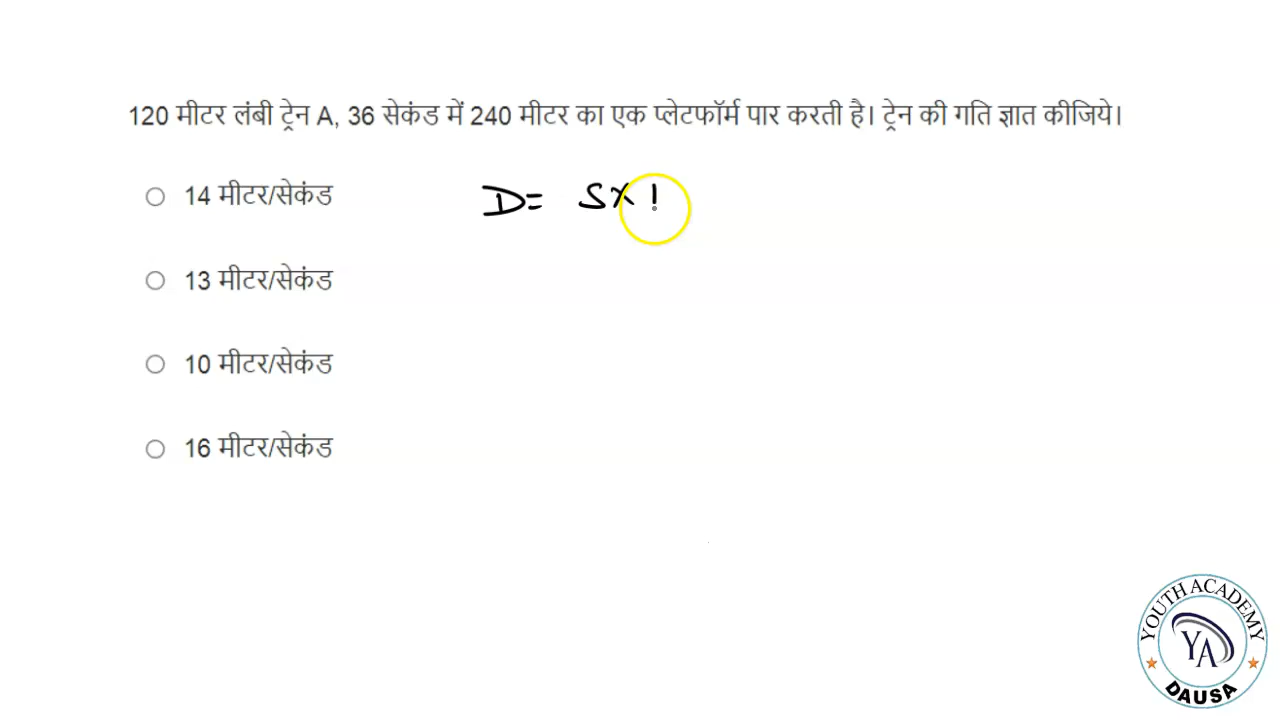 120 मीटर लंबी ट्रेन A, 36 सेकंड में 240 मीटर का एक प्लेटफॉर्म पार करती है। ट्रेन की गति ज्ञात कीजिये।
14 मीटर/सेकंड
D= S×
13 मीटर/सेकंड
10 मीटर/सेकंड
16 मीटर/सेकंड
YOUTH ACADEMY
YA
DAUSA